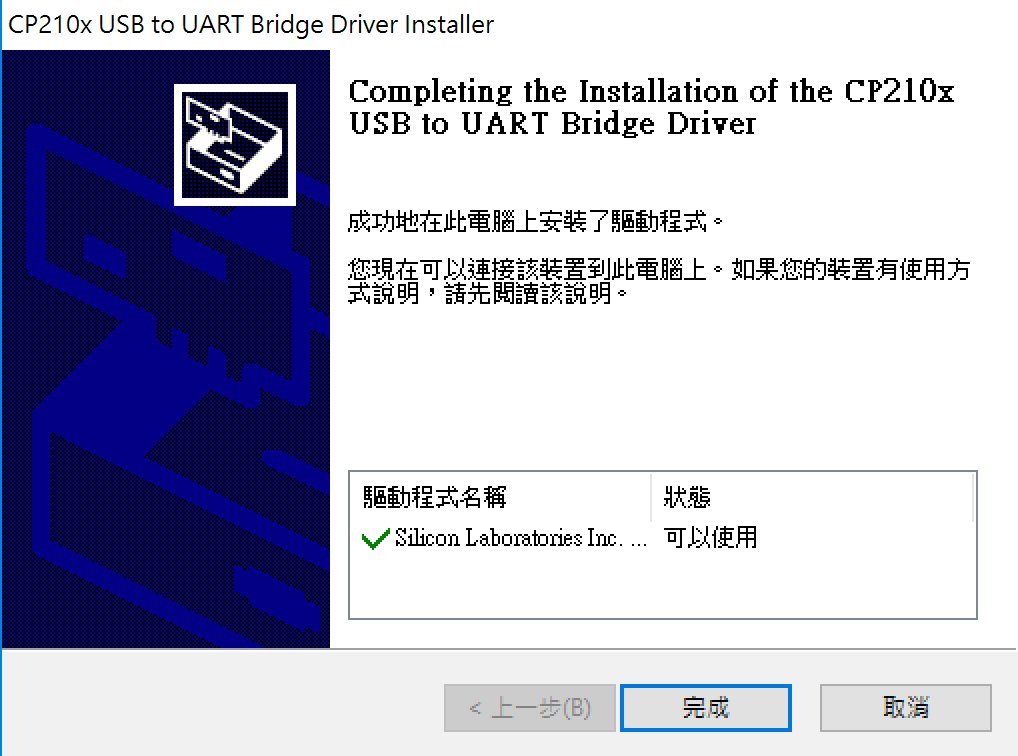 CP210x USB to UART Bridge Driver Installer
Completing the Installation of the CP210x
USB to UART Bridge Driver
成功地在此電腦上安裝了驅動程式。
您現在可以連接該裝置到此電腦上。如果您的裝置有使用方
式說明，請先閱讀該說明。
驅動程式名稱 狀態
Silicon Laboratories Inc. ... 可以使用
< 上一步(B) 完成 取消